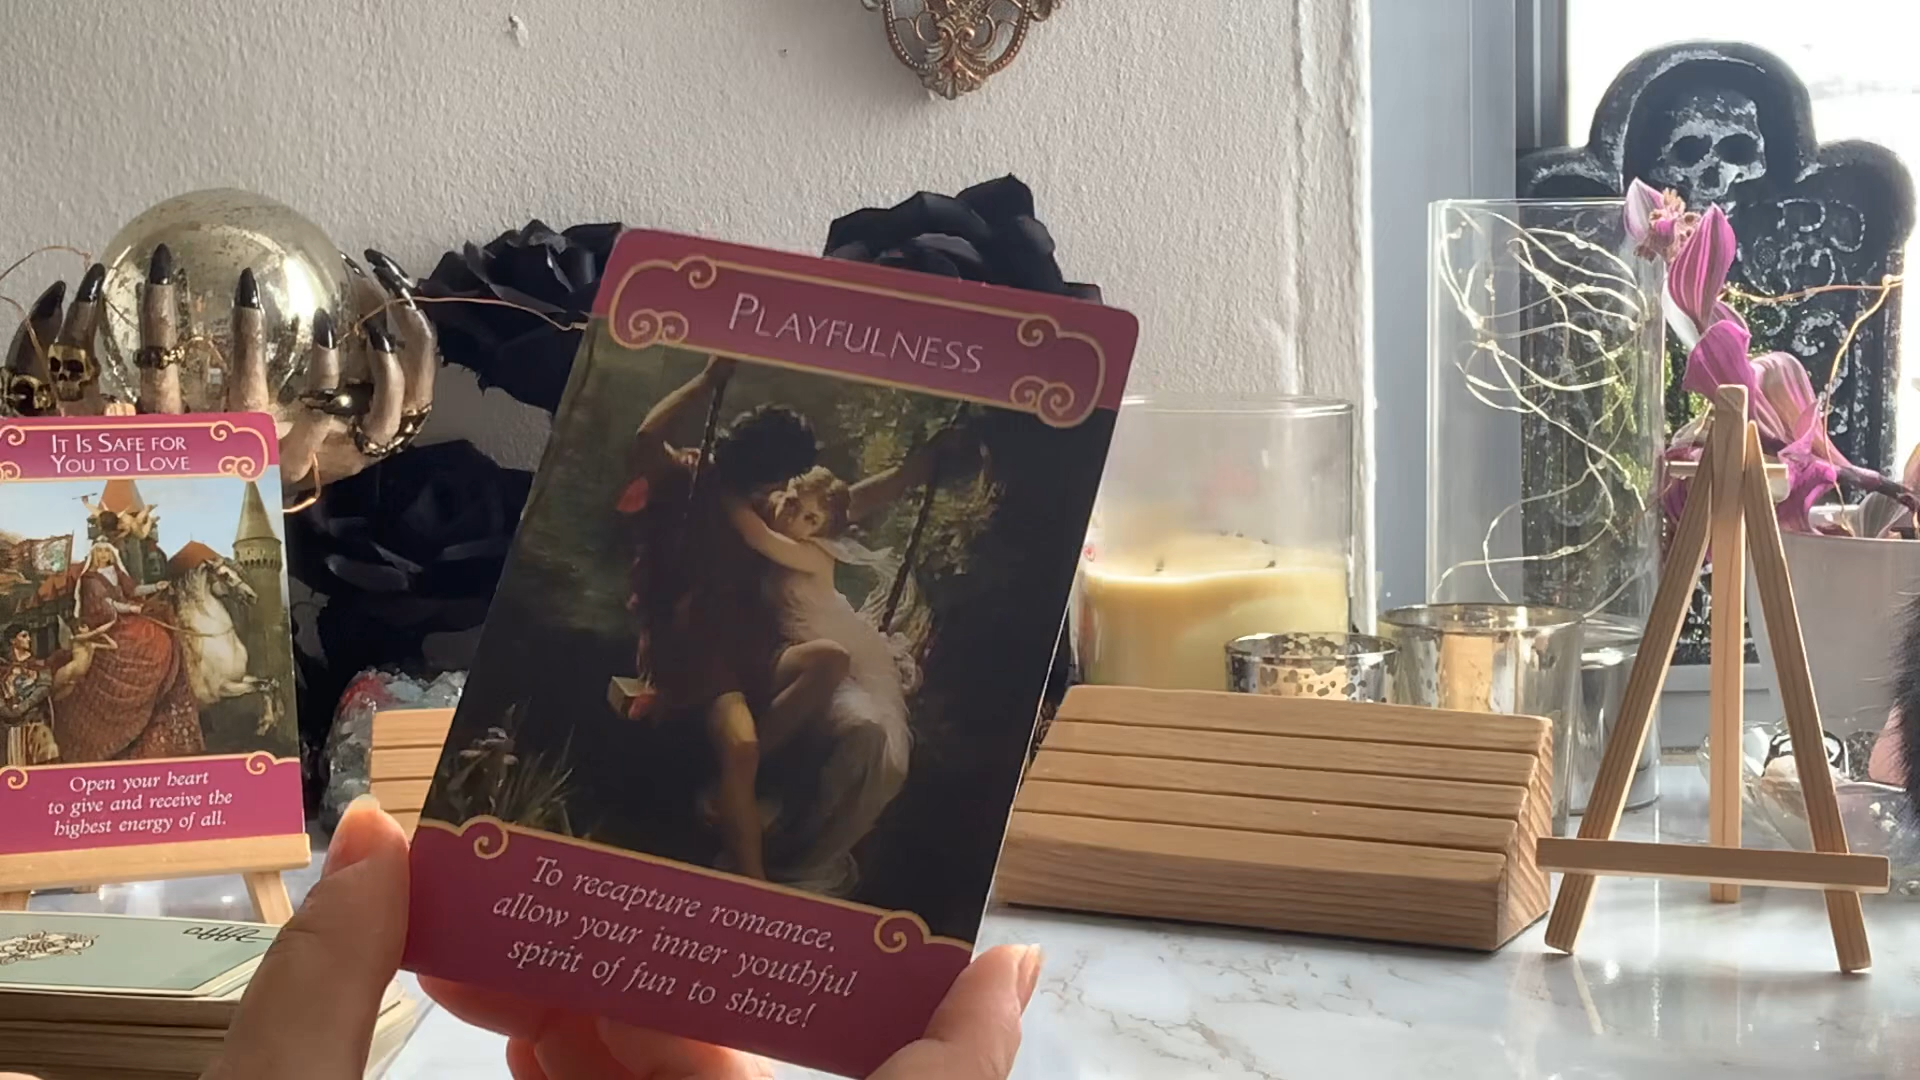 PLAYFULNESS
To recapture romance,
allow your inner youthful
spirit of fun to shine!
IT IS SAFE FOR
YOU TO LOVE
Open your heart
to give and receive the
highest energy of all.